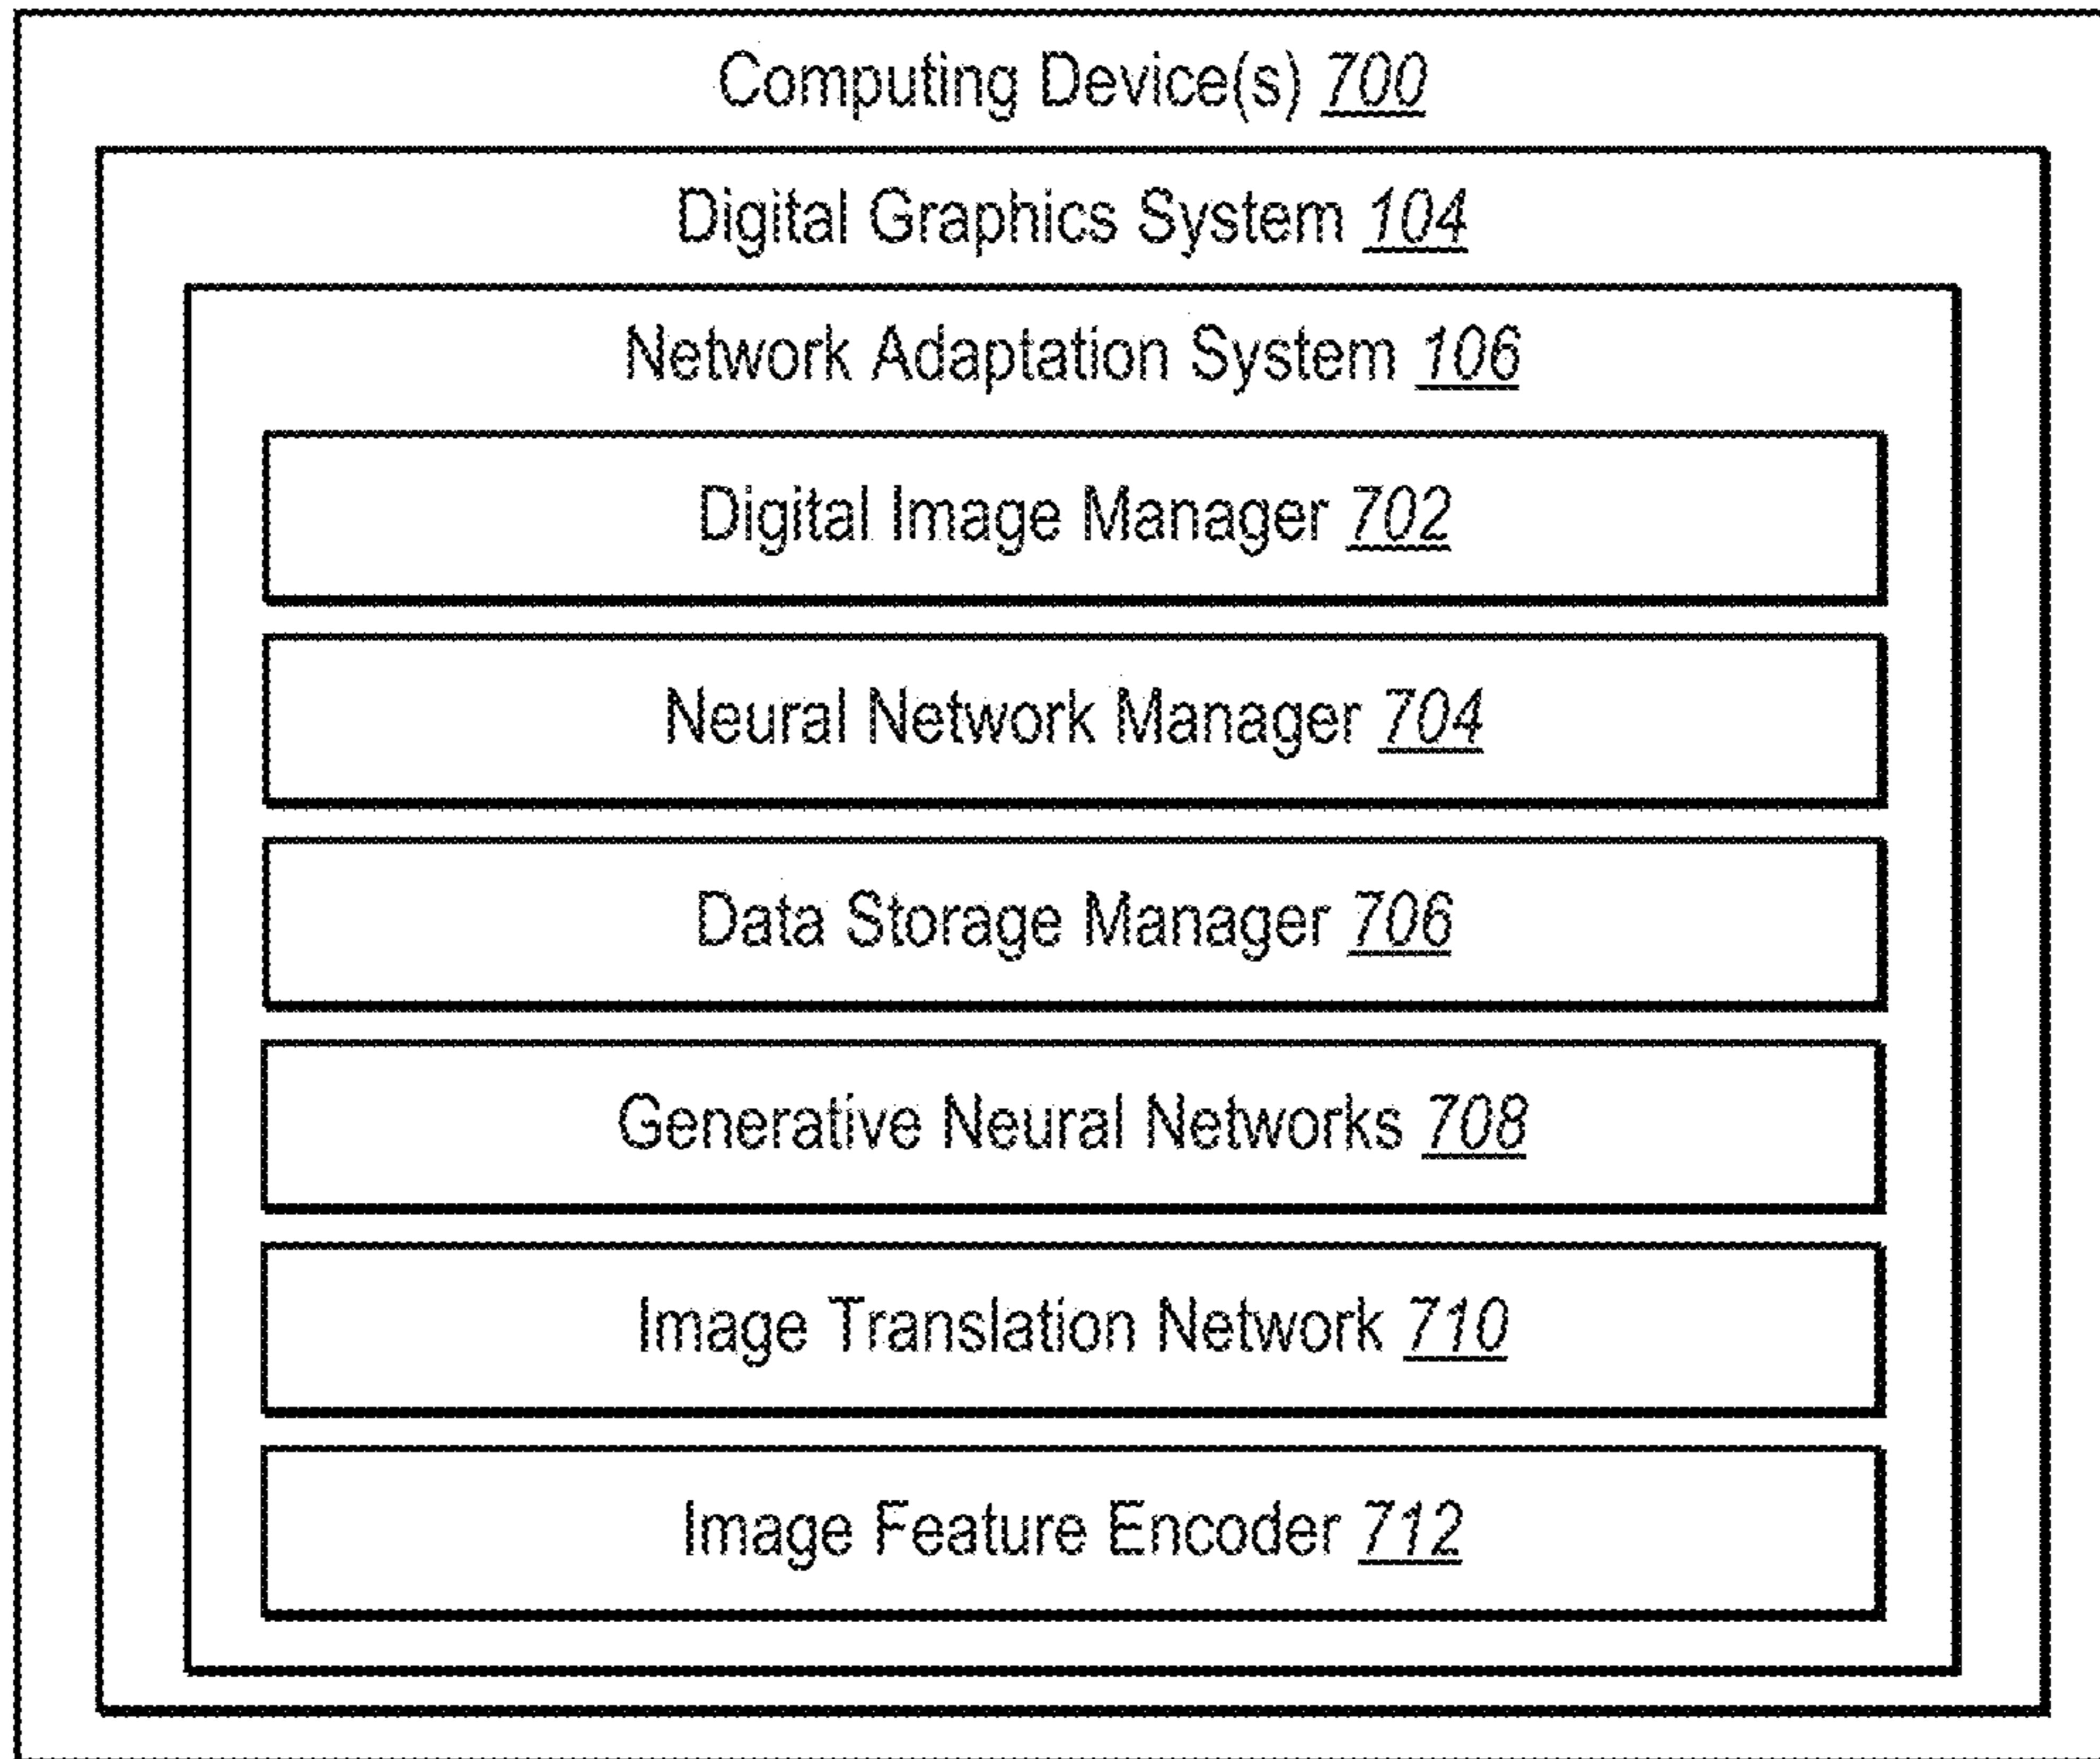 Computing Device(s) 700
Digital Graphics System 104
Network Adaptation System 106
Digital Image Manager 702
Neural Network Manager 704
Data Storage Manager 706
Generative Neural Networks 708
Image Translation Network 710
Image Feature Encoder 712